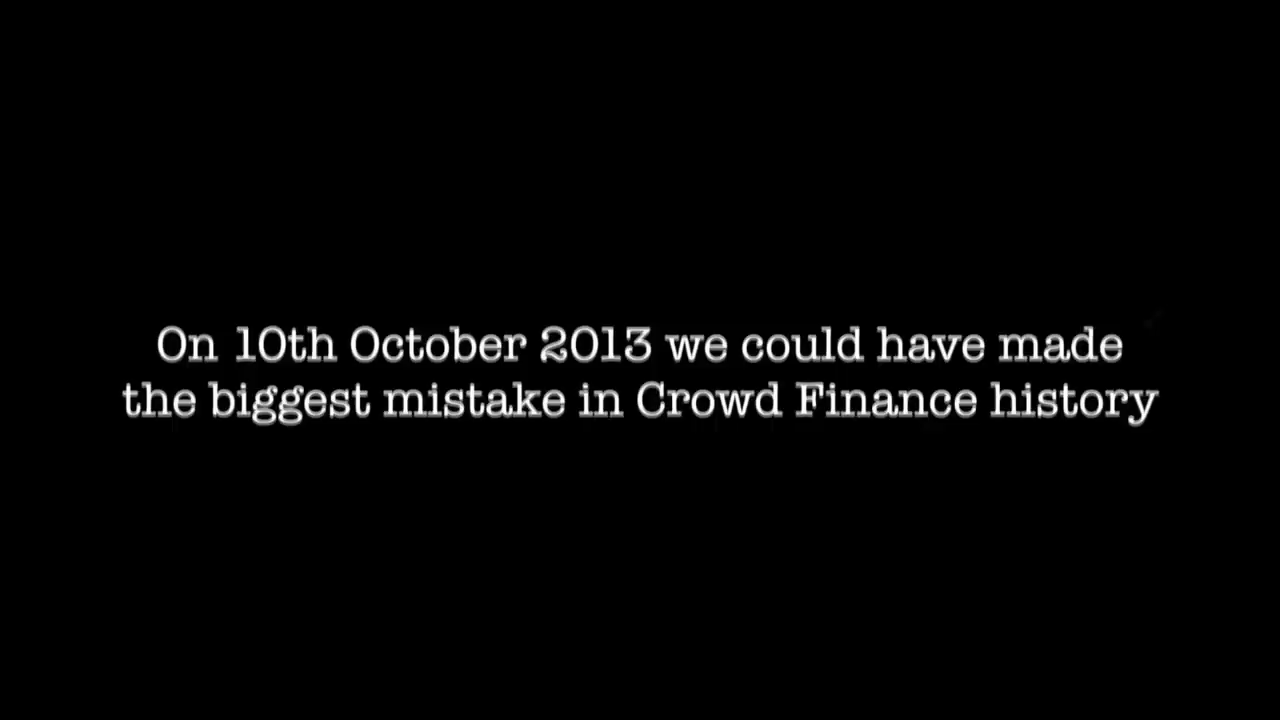 On 10th October 2013 we could have made
the biggest mistake in Crowd Finance history